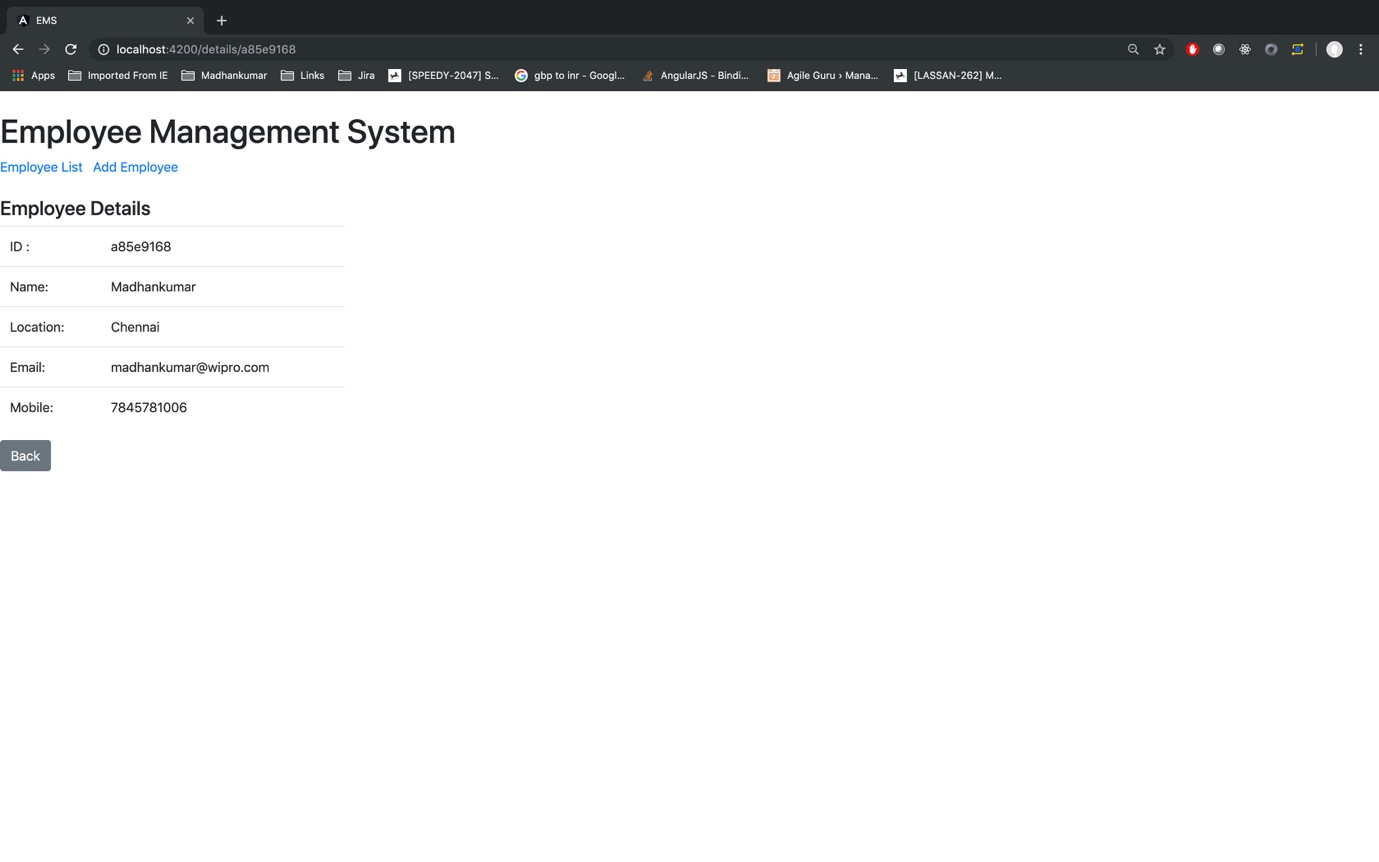 EMS
localhost:4200/details/a85e9168
Apps Imported From IE Madhankumar Links Jira [SPEEDY-2047] S... gbp to inr - Googl... AngularJS - Bindi... Agile Guru › Mana... [LASSAN-262] M...
Employee Management System
Employee List Add Employee
Employee Details
ID : a85e9168
Name: Madhankumar
Location: Chennai
Email: madhankumar@wipro.com
Mobile: 7845781006
Back